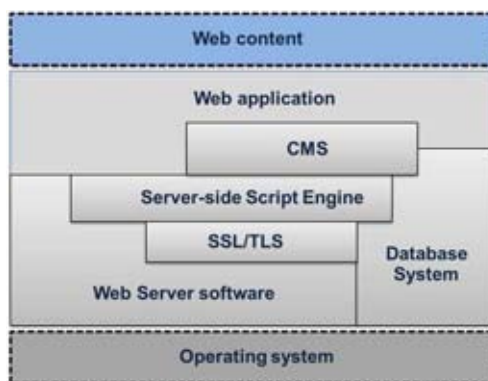 Web content
Web application
CMS
Server-side Script Engine
SSL/TLS
Database
System
Web Server software
Operating system